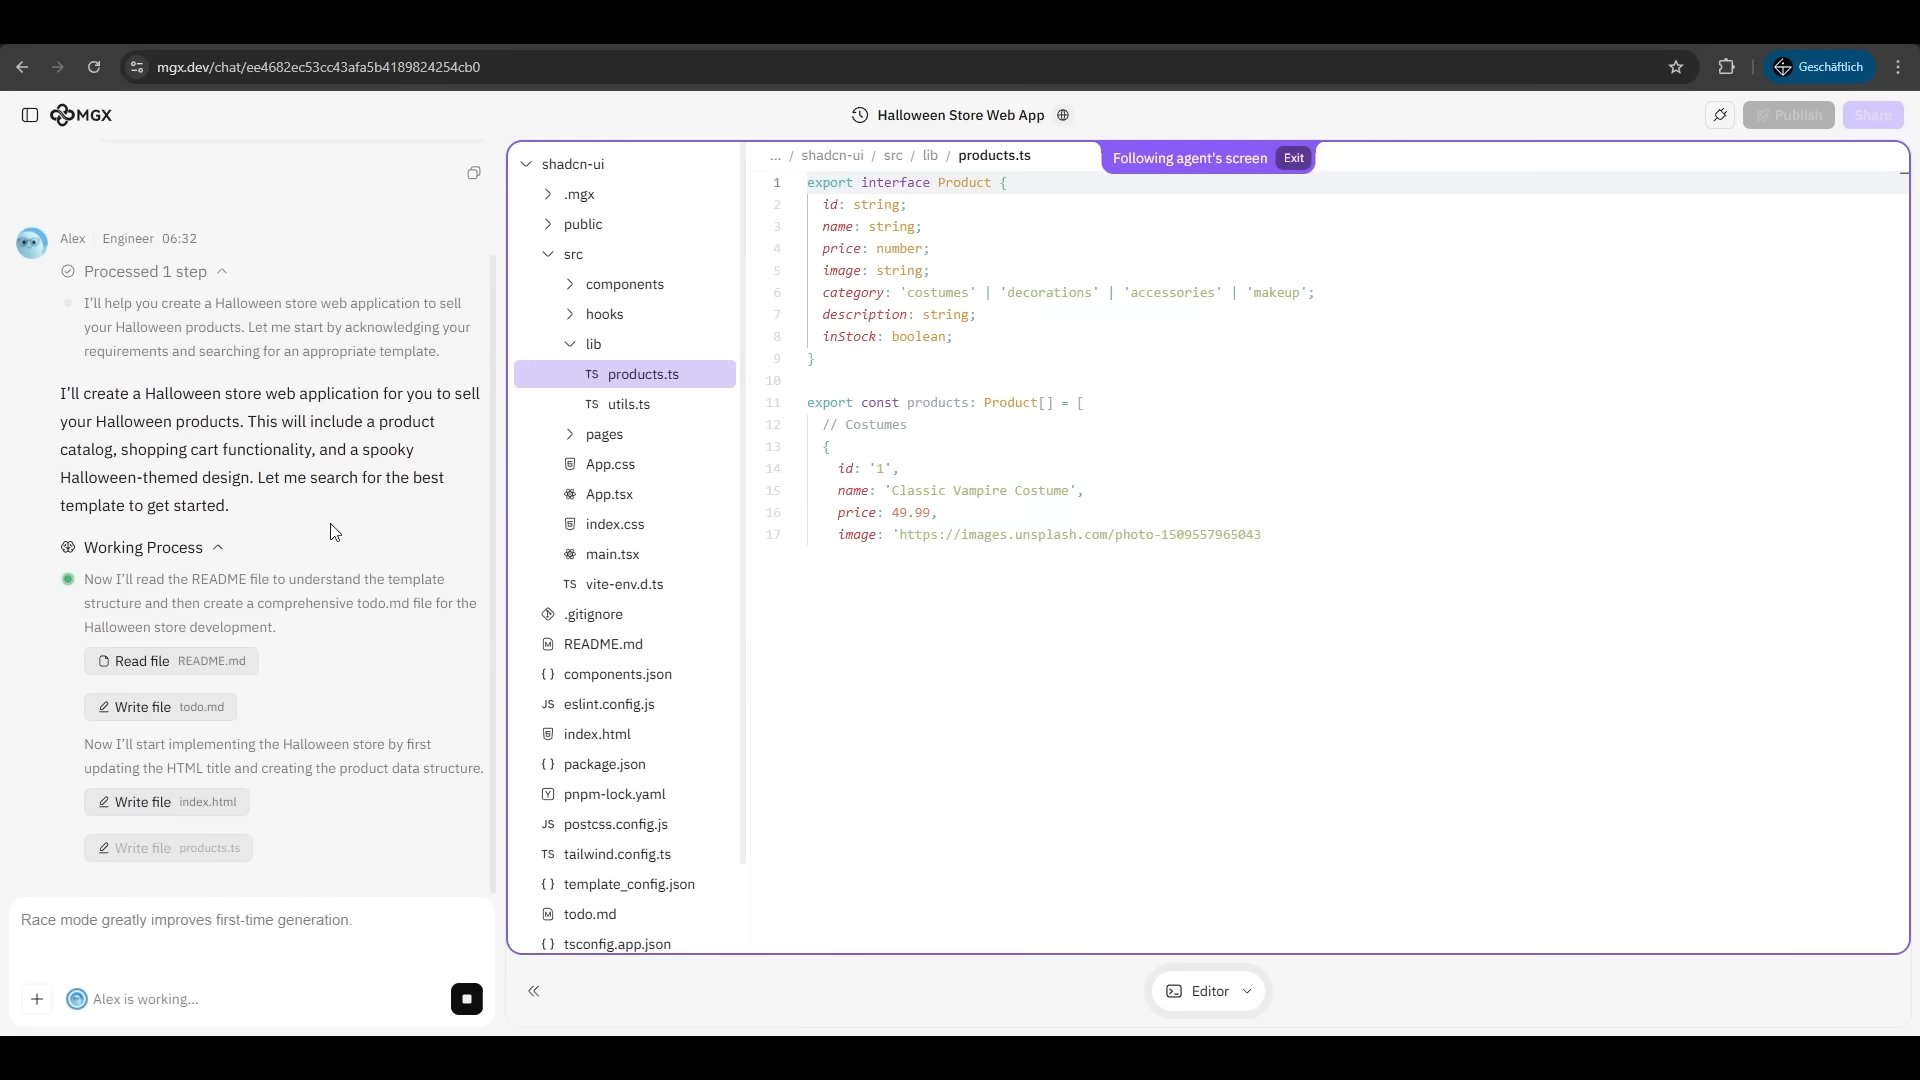 mgx.dev/chat/ee4682ec53cc43afa5b4189824254cb0
Geschäftlich
MGX
Halloween Store Web App
Publish
Share
Alex Engineer 06:32
Processed 1 step
I'll help you create a Halloween store web application to sell
your Halloween products. Let me start by acknowledging your
requirements and searching for an appropriate template.
I'll create a Halloween store web application for you to sell
your Halloween products. This will include a product
catalog, shopping cart functionality, and a spooky
Halloween-themed design. Let me search for the best
template to get started.
Working Process
Now I'll read the README file to understand the template
structure and then create a comprehensive todo.md file for the
Halloween store development.
Read file README.md
Write file todo.md
Now I'll start implementing the Halloween store by first
updating the HTML title and creating the product data structure.
Write file index.html
Write file products.ts
Race mode greatly improves first-time generation.
Alex is working...
shadcn-ui
.mgx
public
src
components
hooks
lib
TS products.ts
TS utils.ts
pages
App.css
App.tsx
index.css
main.tsx
TS vite-env.d.ts
.gitignore
README.md
{} components.json
JS eslint.config.js
index.html
{} package.json
pnpm-lock.yaml
JS postcss.config.js
TS tailwind.config.ts
{} template_config.json
todo.md
{} tsconfig.app.json
... / shadcn-ui / src / lib / products.ts
Following agent's screen Exit
1 export interface Product {
2 id: string;
3 name: string;
4 price: number;
5 image: string;
6 category: 'costumes' | 'decorations' | 'accessories' | 'makeup';
7 description: string;
8 inStock: boolean;
9 }
10
11 export const products: Product[] = [
12 // Costumes
13 {
14 id: '1',
15 name: 'Classic Vampire Costume',
16 price: 49.99,
17 image: 'https://images.unsplash.com/photo-1509557965043
Editor